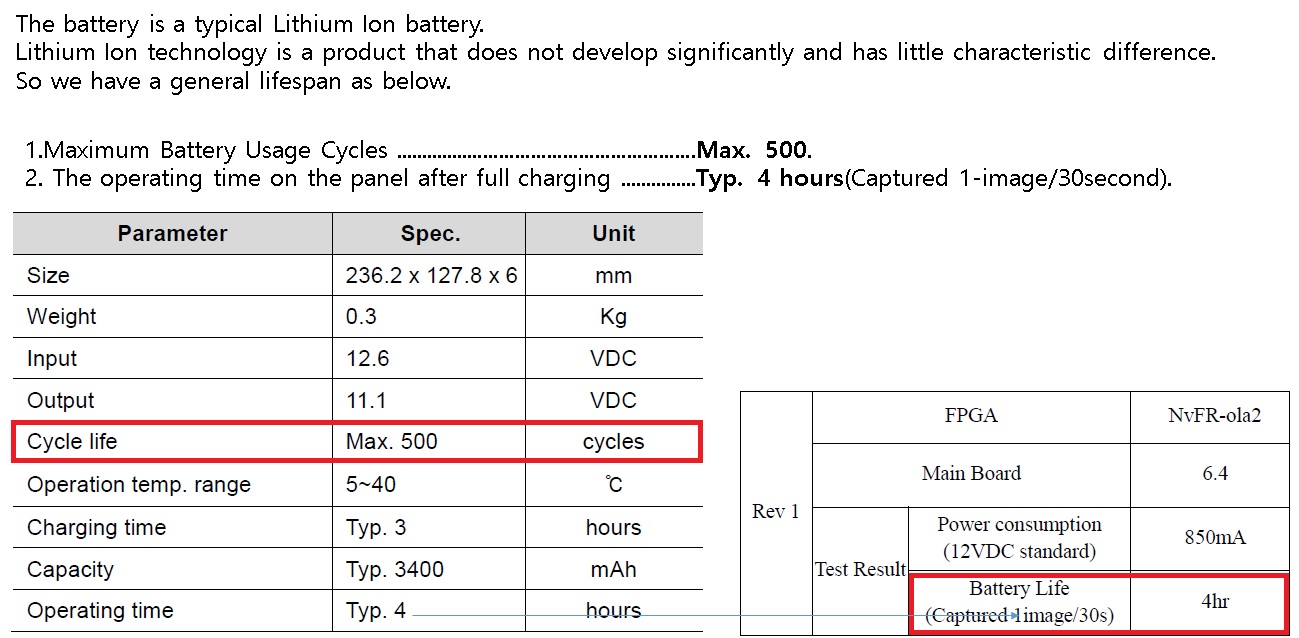 The battery is a typical Lithium Ion battery.
Lithium Ion technology is a product that does not develop significantly and has little characteristic difference.
So we have a general lifespan as below.
1.Maximum Battery Usage Cycles ......................................................Max. 500.
2. The operating time on the panel after full charging ...............Typ. 4 hours(Captured 1-image/30second).
Parameter Spec. Unit
Size 236.2 x 127.8 x 6 mm
Weight 0.3 Kg
Input 12.6 VDC
Output 11.1 VDC
Cycle life Max. 500 cycles
Operation temp. range 5~40 ℃
Charging time Typ. 3 hours
Capacity Typ. 3400 mAh
Operating time Typ. 4 hours
Rev 1
FPGA NvFR-ola2
Main Board 6.4
Test Result
Power consumption
(12VDC standard)
850mA
Battery Life
(Captured 1image/30s)
4hr